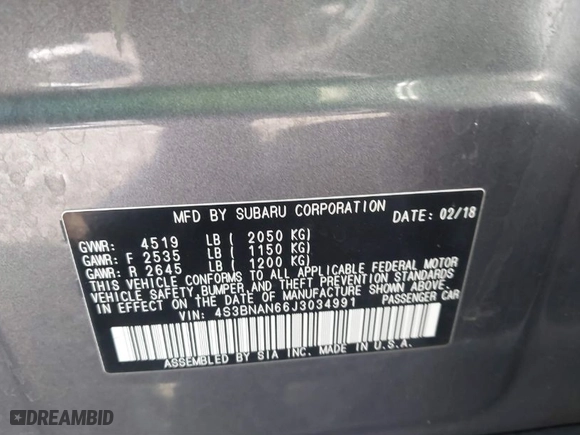 MFD BY SUBARU CORPORATION DATE: 02/18
GVWR: 4519 LB ( 2050 KG)
GAWR: F 2535 LB ( 1150 KG)
GAWR: R 2645 LB ( 1200 KG)
THIS VEHICLE CONFORMS TO ALL APPLICABLE FEDERAL MOTOR
VEHICLE SAFETY,BUMPER,AND THEFT PREVENTION STANDARDS
IN EFFECT ON THE DATE OF MANUFACTURE SHOWN ABOVE.
VIN: 4S3BNAN66J3034991 PASSENGER CAR
ASSEMBLED BY SIA INC. MADE IN U.S.A.
DREAMBID